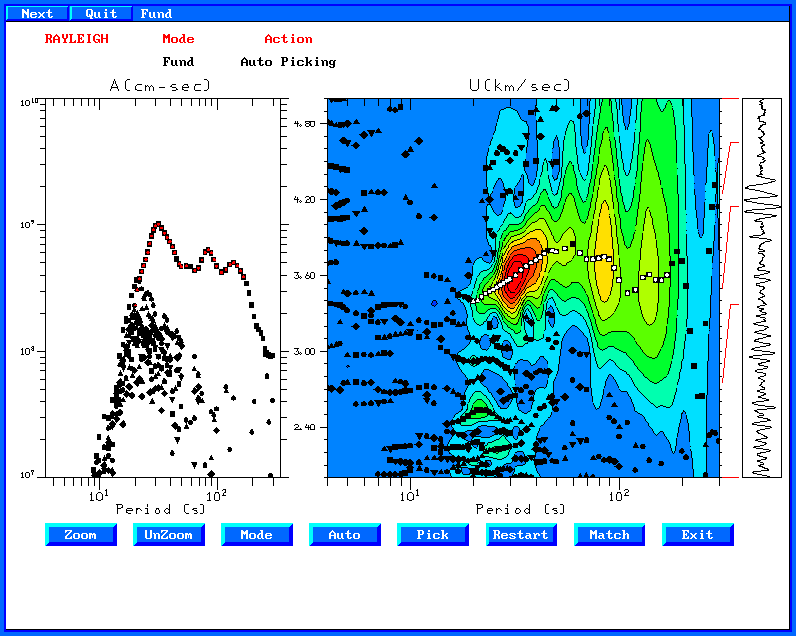 Next Quit Fund
RAYLEIGH Mode Action
Fund Auto Picking
A(cm-sec) U(km/sec)
10^10
4.80
4.20
10^9
3.60
3.00
10^8
2.40
10^7
10^1 10^2 10^1 10^2
Period (s) Period (s)
Zoom UnZoom Mode Auto Pick Restart Match Exit